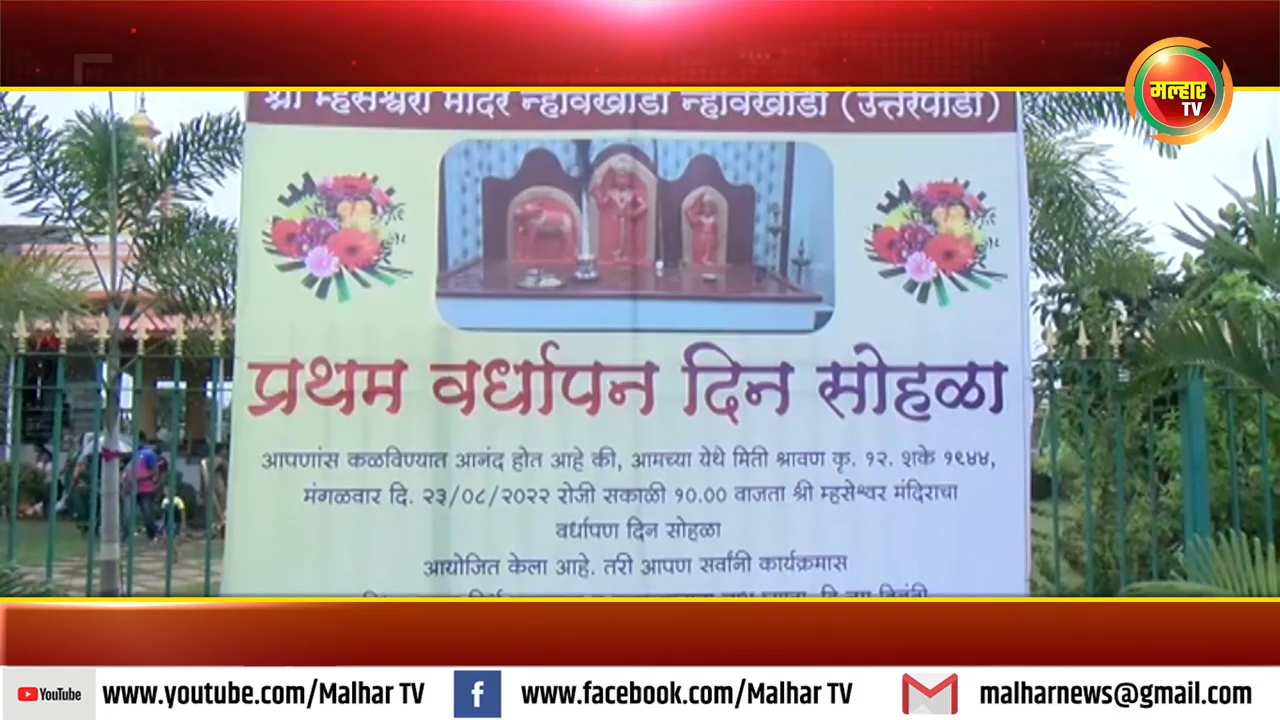 मल्हार
TV
श्री म्हसेश्वरी मंदिर न्हावखाडी न्हावखाडी (उत्तरपाडा)
प्रथम वर्धापन दिन सोहळा
आपणांस कळविण्यात आनंद होत आहे की, आमच्या येथे मिती श्रावण कृ. १२. शके १९४४,
मंगळवार दि. २३/०८/२०२२ रोजी सकाळी १०.०० वाजता श्री म्हसेश्वर मंदिराचा
वर्धापण दिन सोहळा
आयोजित केला आहे. तरी आपण सर्वांनी कार्यक्रमास
YouTube
www.youtube.com/Malhar TV
f
www.facebook.com/Malhar TV
malharnews@gmail.com